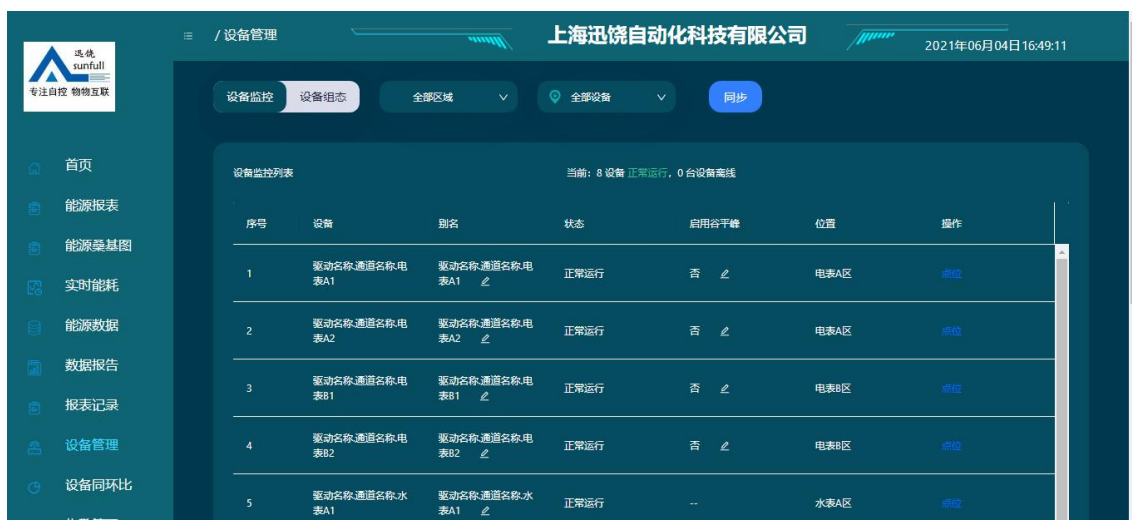 迅饶
sunfull
专注自控 物物互联
/ 设备管理
上海迅饶自动化科技有限公司
2021年06月04日16:49:11
设备监控 设备组态 全部区域 全部设备 同步
首页
能源报表
能源桑基图
实时能耗
能源数据
数据报告
报表记录
设备管理
设备同环比
设备监控列表 当前：8 设备 正常运行，0 台设备离线
序号 设备 别名 状态 启用谷平峰 位置 操作
1 驱动名称.通道名称.电 驱动名称.通道名称.电 正常运行 否 电表A区 点位
表A1 表A1
2 驱动名称.通道名称.电 驱动名称.通道名称.电 正常运行 否 电表A区 点位
表A2 表A2
3 驱动名称.通道名称.电 驱动名称.通道名称.电 正常运行 否 电表B区 点位
表B1 表B1
4 驱动名称.通道名称.电 驱动名称.通道名称.电 正常运行 否 电表B区 点位
表B2 表B2
5 驱动名称.通道名称.水 驱动名称.通道名称.水 正常运行 -- 水表A区 点位
表A1 表A1